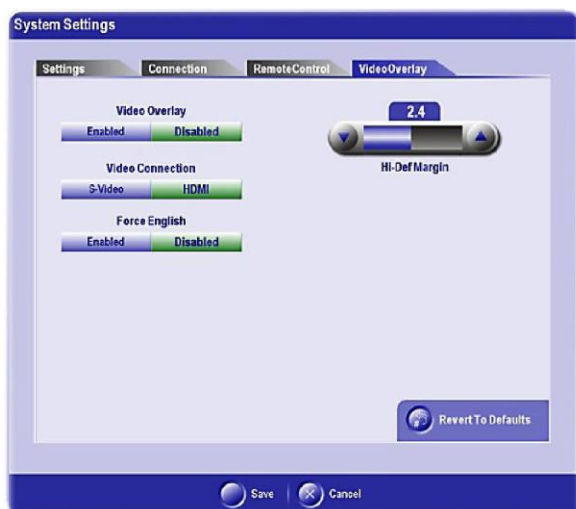 System Settings
Settings Connection RemoteControl VideoOverlay
Video Overlay
Enabled Disabled
2.4
Hi-Def Margin
Video Connection
S-Video HDMI
Force English
Enabled Disabled
Revert To Defaults
Save Cancel